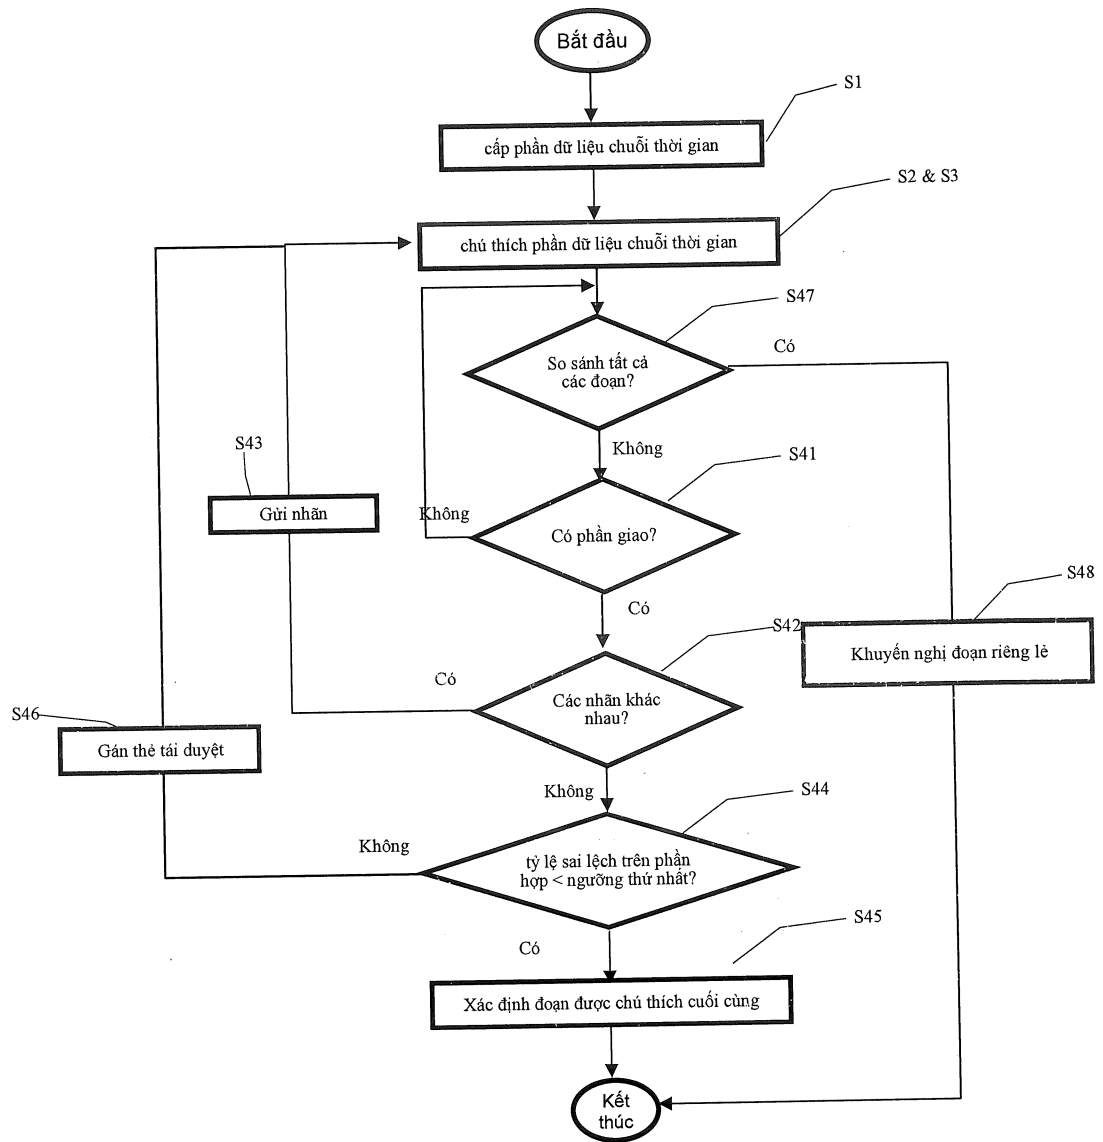 Bắt đầu
S1
cấp phần dữ liệu chuỗi thời gian
S2 & S3
chú thích phần dữ liệu chuỗi thời gian
S47
So sánh tất cả
các đoạn?
Có
Không
S43
S41
Gửi nhãn
Không
Có phần giao?
S48
Có
S42
Khuyến nghị đoạn riêng lẻ
Có
Các nhãn khác
nhau?
S46
Gán thẻ tái duyệt
Không
S44
Không
tỷ lệ sai lệch trên phần
hợp < ngưỡng thứ nhất?
S45
Có
Xác định đoạn được chú thích cuối cùng
Kết
thúc